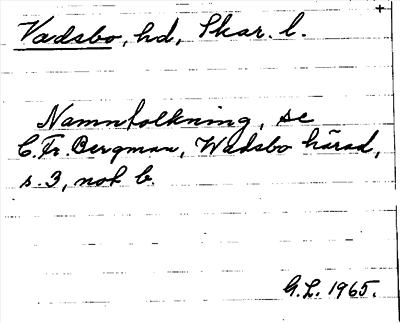 +
Vadsbo, hd, Skar. l.
Namntolkning, se
C. Fr. Bergman, Wadsbo härad,
s. 3, not b.
G. L. 1965.